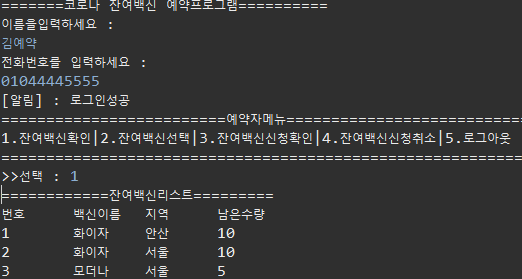 =======코로나 잔여백신 예약프로그램==========
이름을입력하세요 :
김예약
전화번호를 입력하세요 :
01044445555
[알림] : 로그인성공
=========================예약자메뉴==========================
1.잔여백신확인|2.잔여백신선택|3.잔여백신신청확인|4.잔여백신신청취소|5.로그아웃
============================================================
>>선택 : 1
============잔여백신리스트=========
번호 백신이름 지역 남은수량
1 화이자 안산 10
2 화이자 서울 10
3 모더나 서울 5